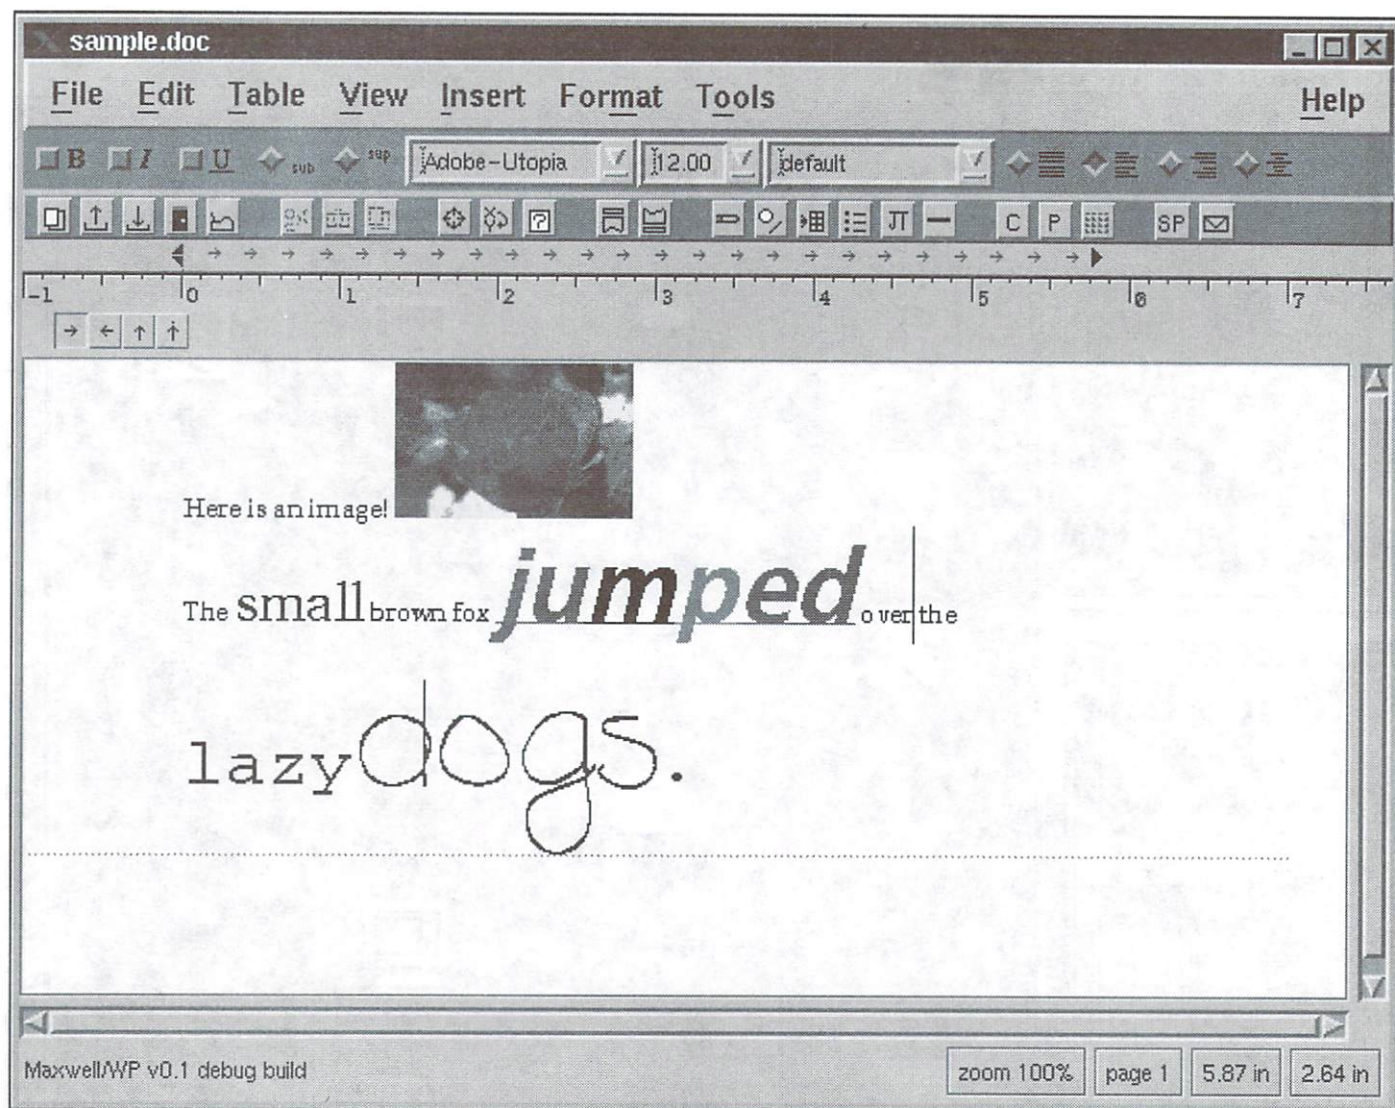 sample.doc
File Edit Table View Insert Format Tools Help
B I U sub sup Adobe-Utopia 12.00 default
C P SP
-1 0 1 2 3 4 5 6 7
Here is an image!
The small brown fox jumped over the
lazy dogs.
Maxwell/WP v0.1 debug build zoom 100% page 1 5.87 in 2.64 in